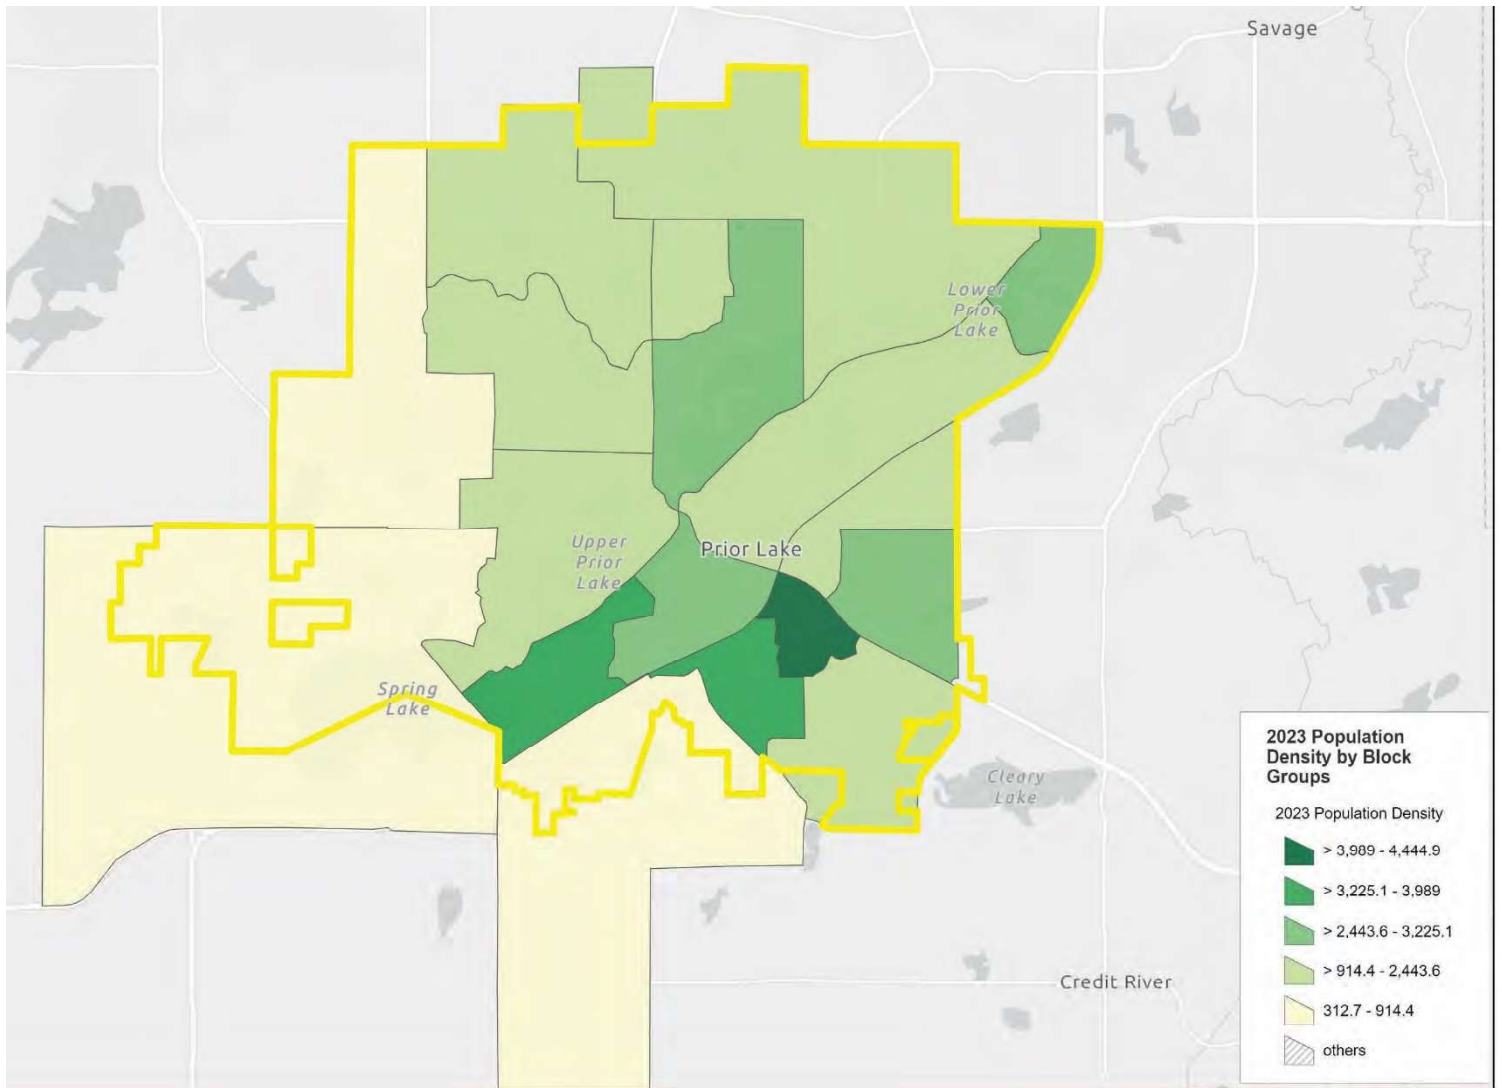 Savage
Lower
Prior
Lake
Upper
Prior
Lake
Prior Lake
Spring
Lake
Cleary
Lake
Credit River
2023 Population
Density by Block
Groups
2023 Population Density
> 3,989 - 4,444.9
> 3,225.1 - 3,989
> 2,443.6 - 3,225.1
> 914.4 - 2,443.6
312.7 - 914.4
others